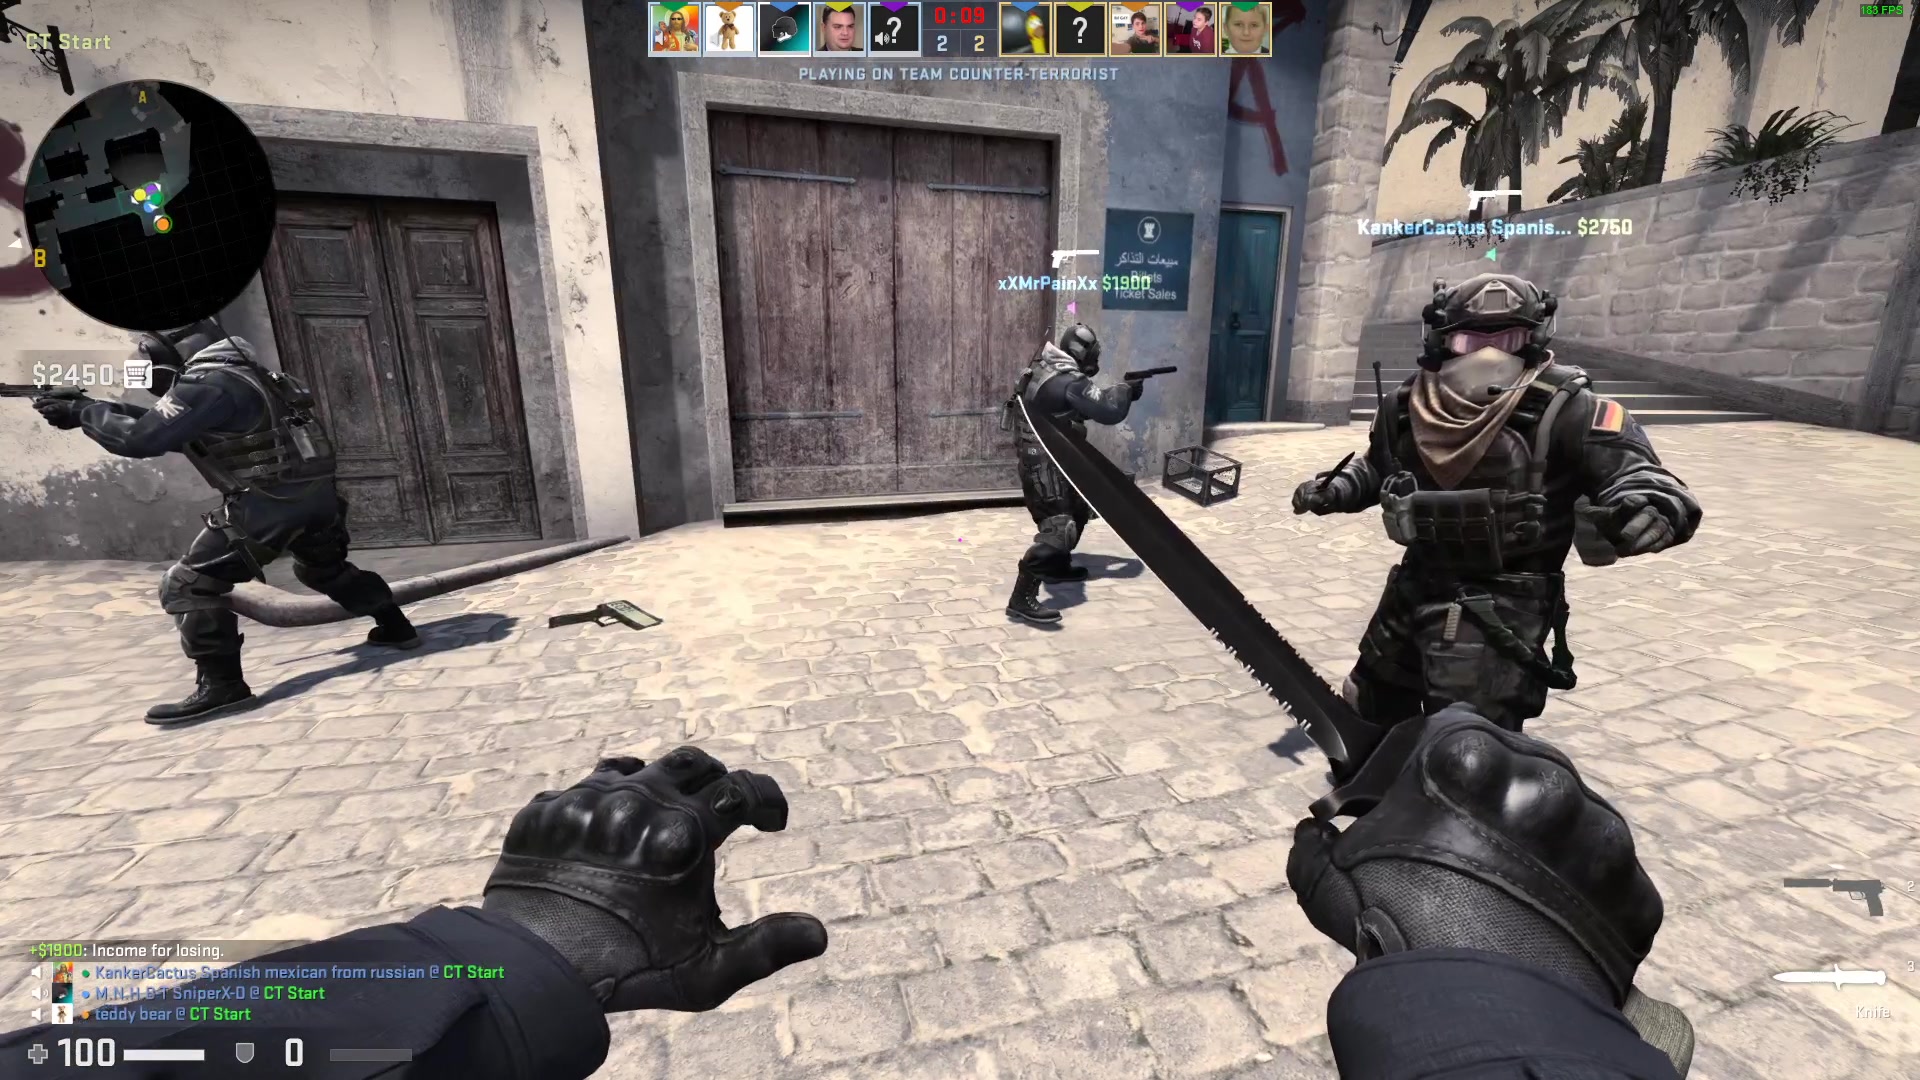 183 FPS
CT Start
0:09
2 2
PLAYING ON TEAM COUNTER-TERRORIST
A
B
? ?
KankerCactus Spanis... $2750
xXMrPainXx $1900
مبيعات التذاكر
Billets
Ticket Sales
$2450
+$1900: Income for losing.
KankerCactus Spanish mexican from russian @ CT Start
M.N.H.B-T SniperX-D @ CT Start
teddy bear @ CT Start
100 0
2
3
Knife